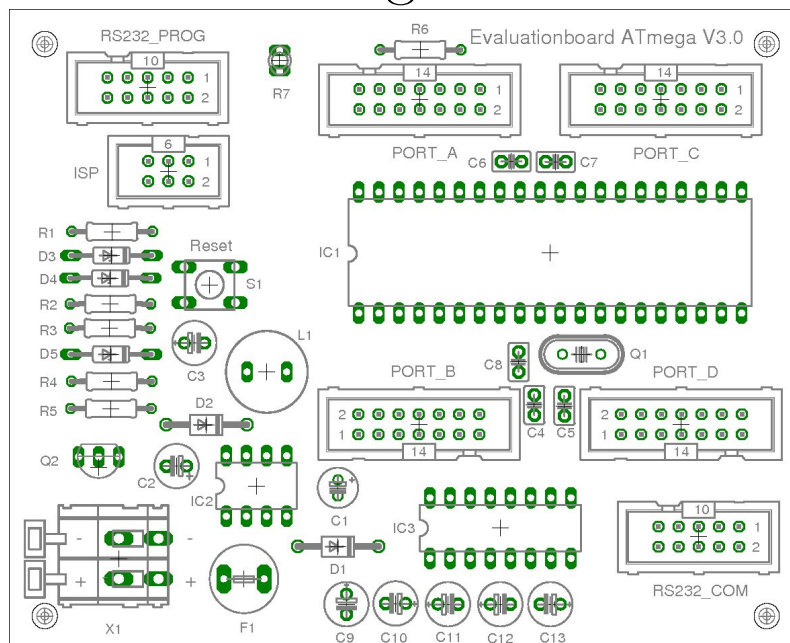 RS232_PROG
R6
Evaluationboard ATmega V3.0
10
1
2
R7
14
1
2
14
1
2
PORT_A
PORT_C
6
1
2
ISP
C6
C7
R1
Reset
D3
IC1
D4
S1
R2
R3
L1
D5
C3
C8
Q1
R4
PORT_B
PORT_D
R5
D2
2
1
14
C4
C5
2
1
14
Q2
C2
+
IC2
+
C1
IC3
10
1
2
-
-
+
+
D1
RS232_COM
X1
F1
+
C9
+
C10
+
C11
+
C12
+
C13